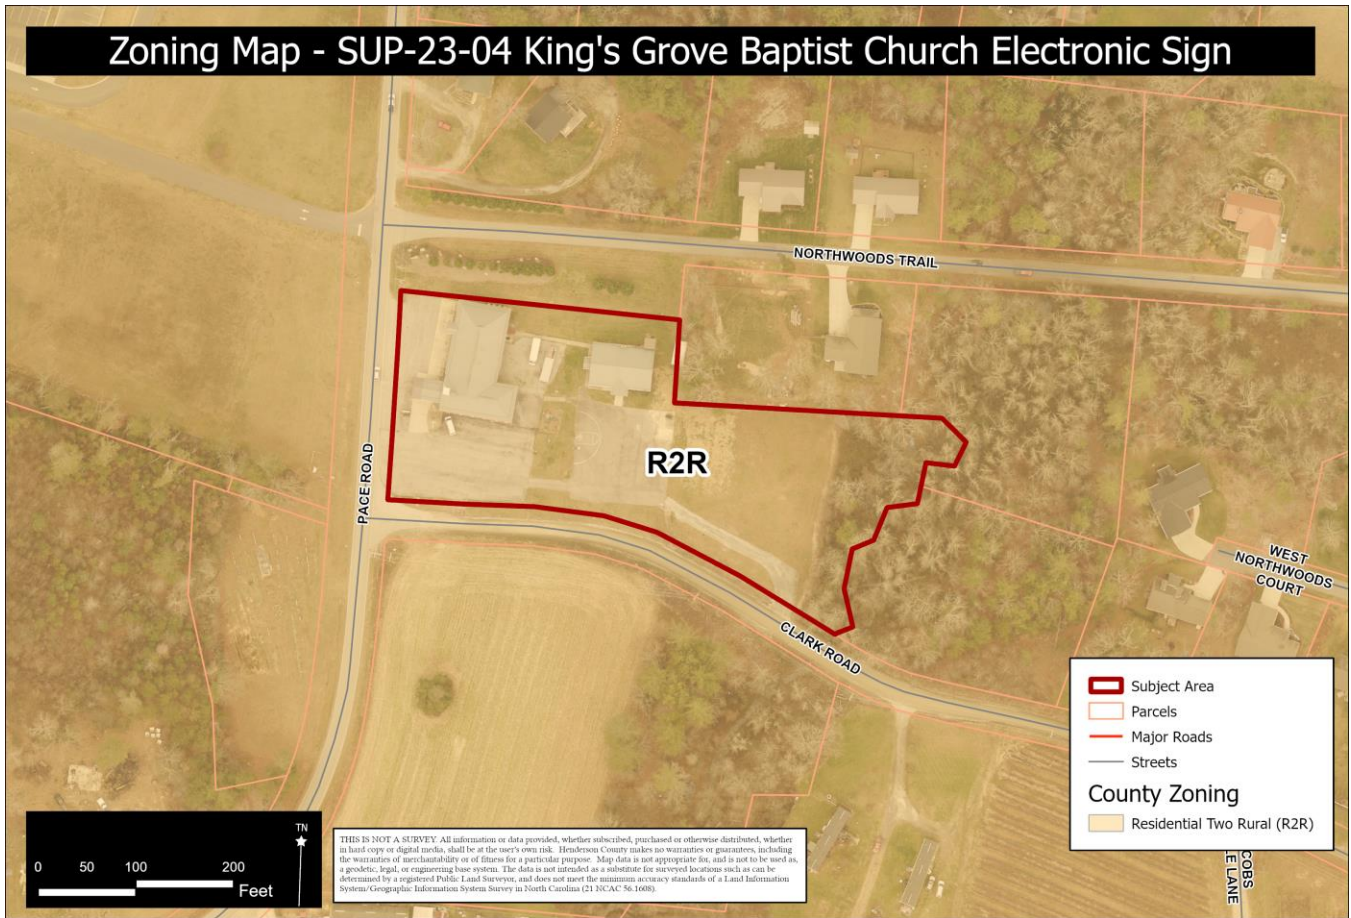 Zoning Map - SUP-23-04 King's Grove Baptist Church Electronic Sign
NORTHWOODS TRAIL
PACE ROAD
R2R
WEST
NORTHWOODS
COURT
CLARK ROAD
Subject Area
Parcels
Major Roads
Streets
County Zoning
Residential Two Rural (R2R)
COBS
E LANE
TN
0 50 100 200
Feet
THIS IS NOT A SURVEY. All information or data provided, whether subscribed, purchased or otherwise distributed, whether
in hard copy or digital media, shall be at the user's own risk. Henderson County makes no warranties or guarantees, including
the warranties of merchantability or of fitness for a particular purpose. Map data is not appropriate for, and is not to be used as,
a geodetic, legal, or engineering base system. The data is not intended as a substitute for surveyed locations such as can be
determined by a registered Public Land Surveyor, and does not meet the minimum accuracy standards of a Land Information
System/Geographic Information System Survey in North Carolina (21 NCAC 56.1608).